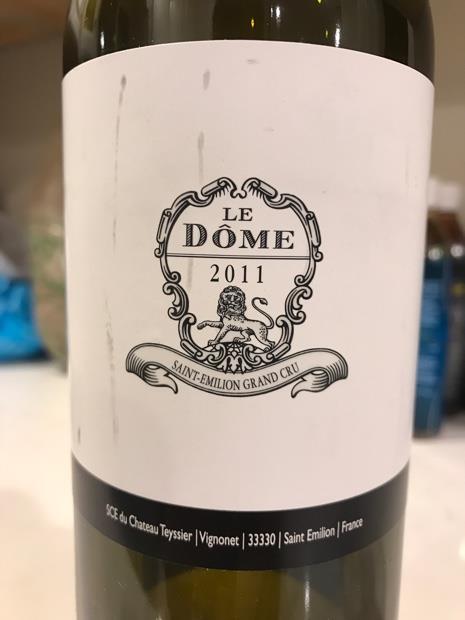 LE
DÔME
2011
SAINT-EMILION GRAND CRU
SCE du Chateau Teyssier | Vignonet | 33330 | Saint Emilion | France